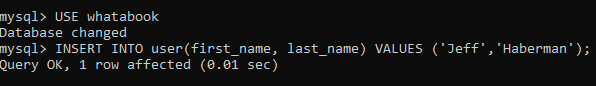 mysql> USE whatabook
Database changed
mysql> INSERT INTO user(first_name, last_name) VALUES ('Jeff','Haberman');
Query OK, 1 row affected (0.01 sec)